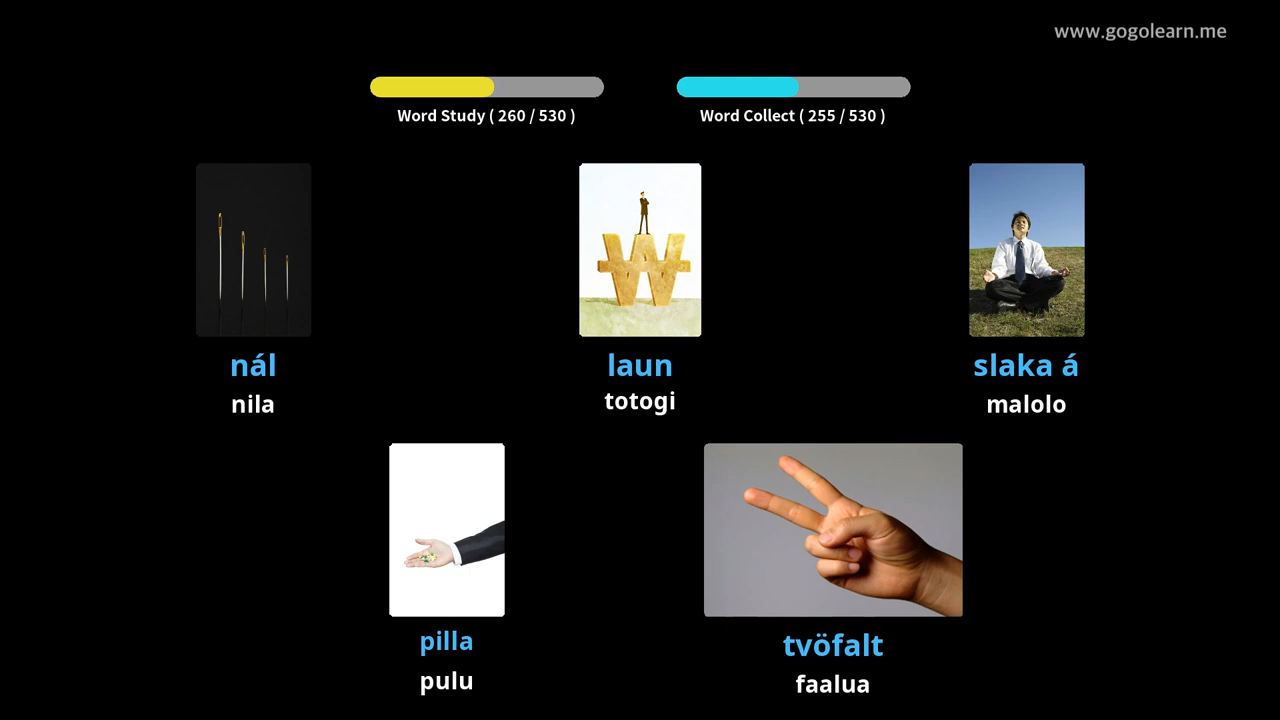 www.gogolearn.me
Word Study ( 260 / 530 )
Word Collect ( 255 / 530 )
nál
nila
laun
totogi
slaka á
malolo
pilla
pulu
tvöfalt
faalua